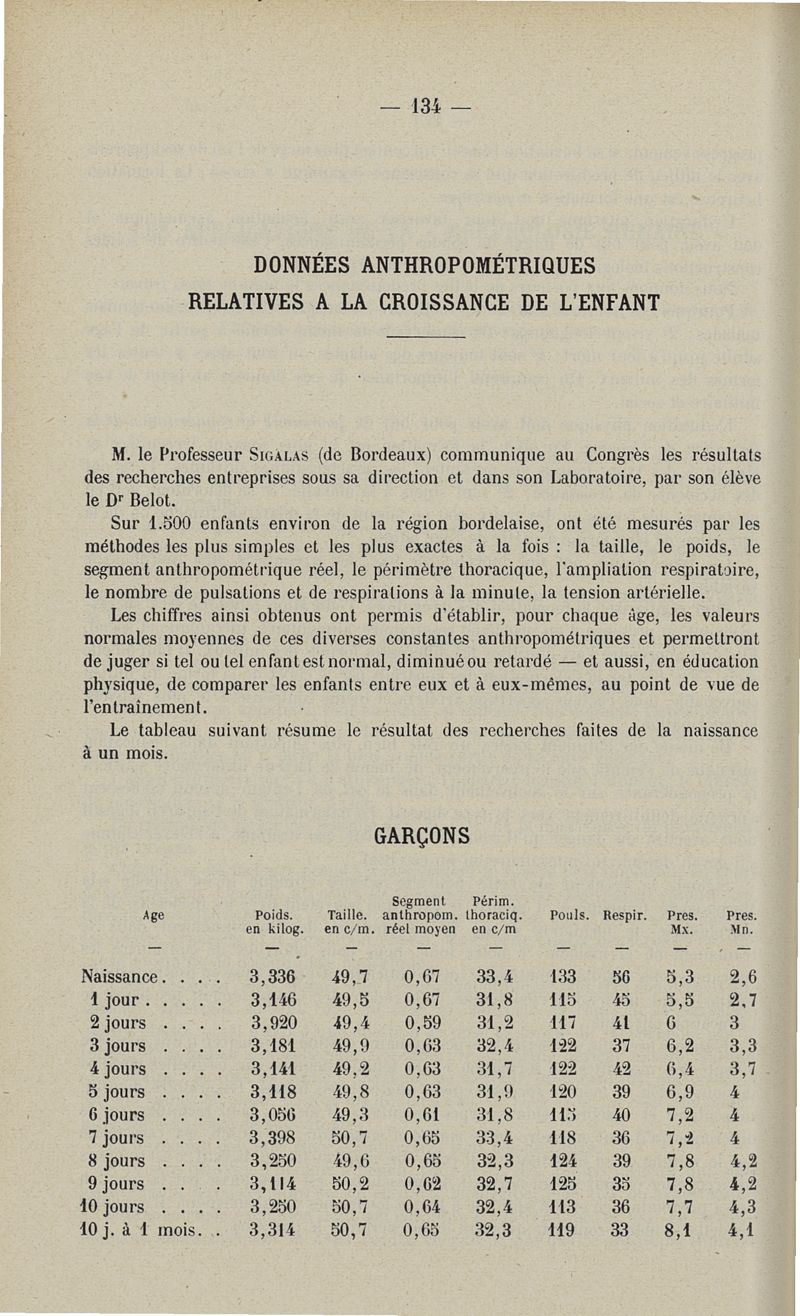 — 134 —
DONNÉES ANTHROPOMÉTRIQUES
RELATIVES A LA CROISSANCE DE L'ENFANT
M. le Professeur SIGALAS (de Bordeaux) communique au Congrès les résultats
des recherches entreprises sous sa direction et dans son Laboratoire, par son élève
le Dr Belot.
Sur 1.500 enfants environ de la région bordelaise, ont été mesurés par les
méthodes les plus simples et les plus exactes à la fois : la taille, le poids, le
segment anthropométrique réel, le périmètre thoracique, l'ampliation respiratoire,
le nombre de pulsations et de respirations à la minute, la tension artérielle.
Les chiffres ainsi obtenus ont permis d'établir, pour chaque âge, les valeurs
normales moyennes de ces diverses constantes anthropométriques et permettront
de juger si tel ou tel enfant est normal, diminué ou retardé — et aussi, en éducation
physique, de comparer les enfants entre eux et à eux-mêmes, au point de vue de
l'entraînement.
Le tableau suivant résume le résultat des recherches faites de la naissance
à un mois.
GARÇONS
Segment Périm.
Age Poids. Taille. anthropom. thoraciq. Pouls. Respir. Pres. Pres.
en kilog. en c/m. réel moyen en c/m Mx. Mn.
— — — — — — — — —
Naissance. . . . 3,336 49,7 0,67 33,4 133 56 5,3 2,6
1 jour . . . . . 3,146 49,5 0,67 31,8 115 45 5,5 2,7
2 jours . . . . 3,920 49,4 0,59 31,2 117 41 6 3
3 jours . . . . 3,181 49,9 0,63 32,4 122 37 6,2 3,3
4 jours . . . . 3,141 49,2 0,63 31,7 122 42 6,4 3,7
5 jours . . . . 3,118 49,8 0,63 31,9 120 39 6,9 4
6 jours . . . . 3,056 49,3 0,61 31,8 115 40 7,2 4
7 jours . . . . 3,398 50,7 0,65 33,4 118 36 7,2 4
8 jours . . . . 3,250 49,6 0,65 32,3 124 39 7,8 4,2
9 jours . . . . 3,114 50,2 0,62 32,7 125 35 7,8 4,2
10 jours . . . . 3,250 50,7 0,64 32,4 113 36 7,7 4,3
10 j. à 1 mois. . 3,314 50,7 0,65 32,3 119 33 8,1 4,1